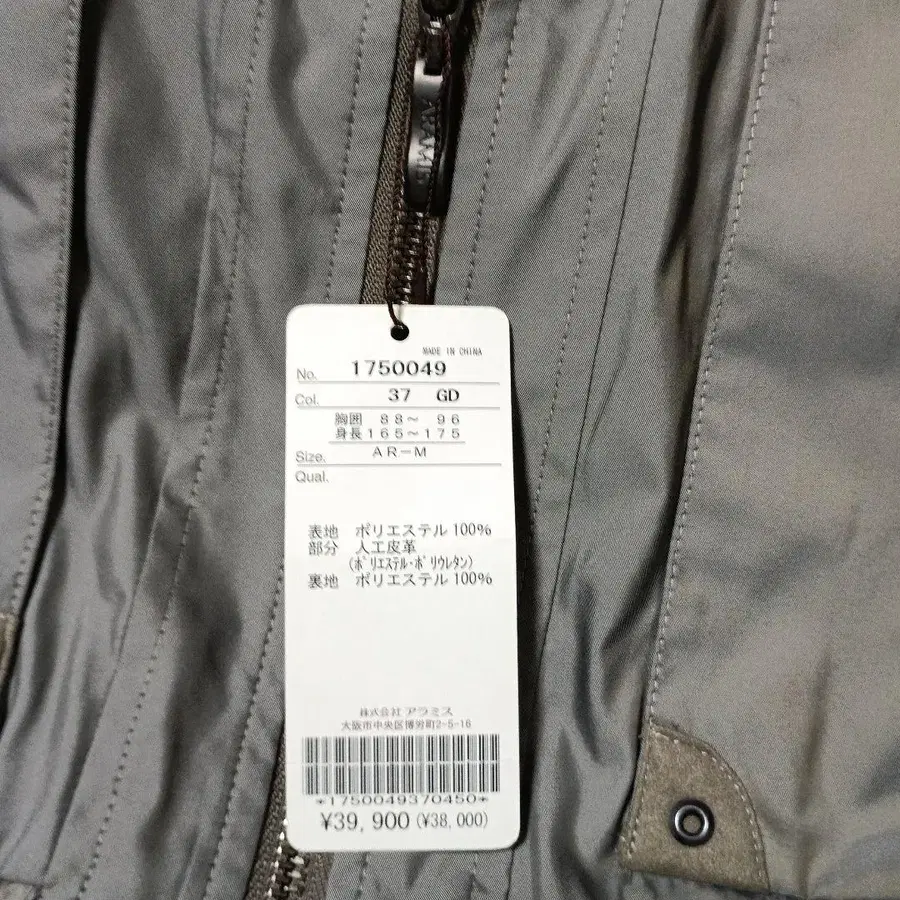 ARAMIS
MADE IN CHINA
No. 1750049
Col. 37 GD
胸囲 88～ 96
身長165～175
Size. AR－M
Qual.
表地 ポリエステル 100%
部分 人工皮革
(ﾎﾟﾘｴｽﾃﾙ･ﾎﾟﾘｳﾚﾀﾝ)
裏地 ポリエステル 100%
株式会社 アラミス
大阪市中央区博労町2-5-16
*1750049370450*
¥39,900 (¥38,000)